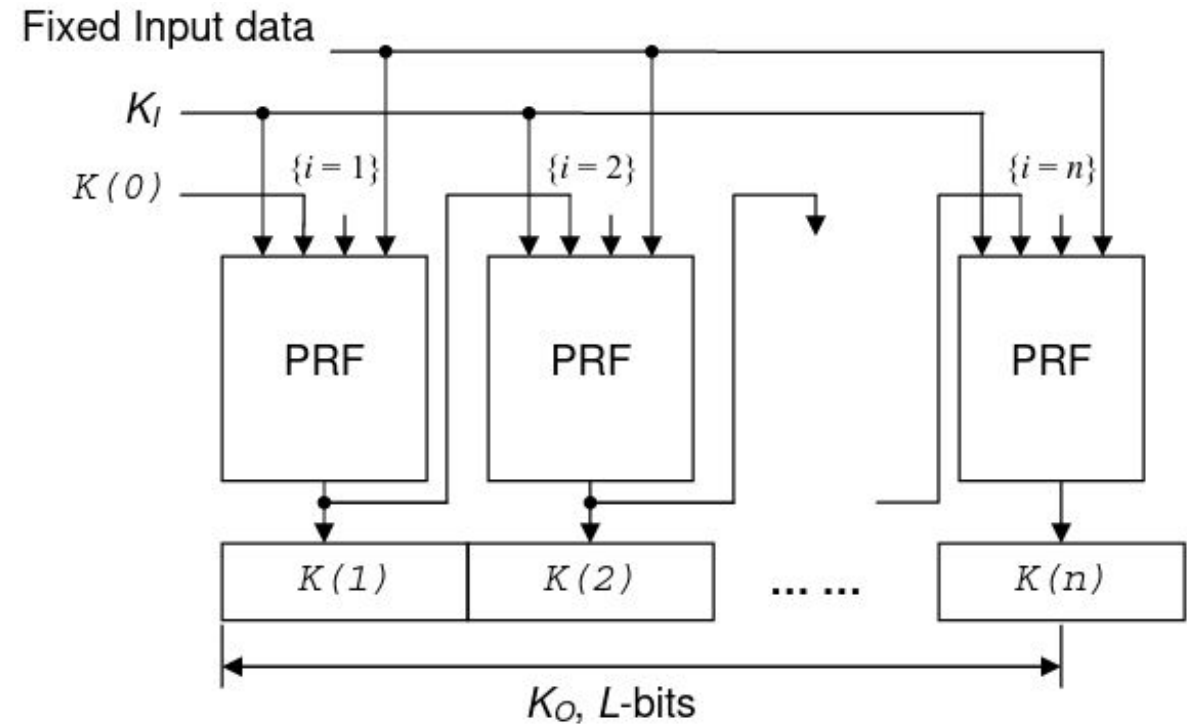 Fixed Input data
K_I
K(0) {i = 1} {i = 2} {i = n}
PRF PRF PRF
K(1) K(2) ... ... K(n)
K_O, L-bits